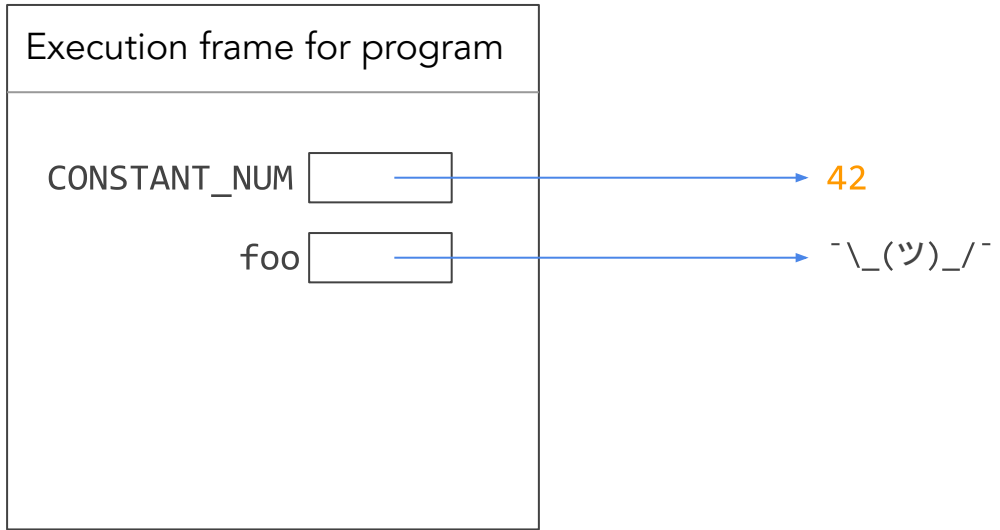 Execution frame for program
CONSTANT_NUM 42
foo ¯\_(ツ)_/¯